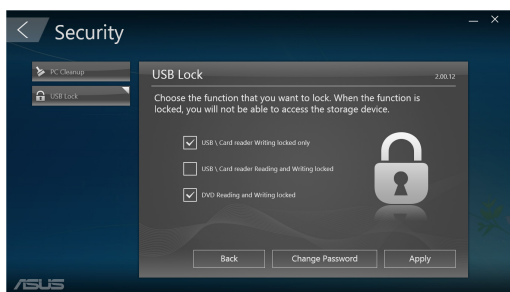 Security
PC Cleanup
USB Lock
USB Lock
2.00.12
Choose the function that you want to lock. When the function is
locked, you will not be able to access the storage device.
USB \ Card reader Writing locked only
USB \ Card reader Reading and Writing locked
DVD Reading and Writing locked
Back
Change Password
Apply
ASUS